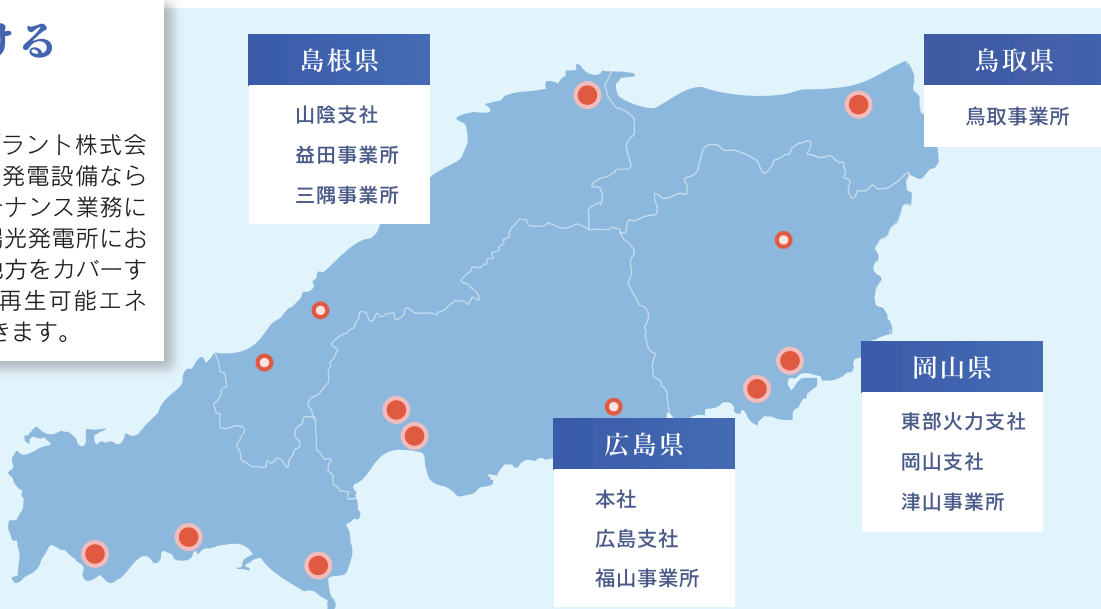 ける
ラント株式会
発電設備なら
ナンス業務に
光発電所にお
方をカバーす
再生可能エネ
きます。
島根県
山陰支社
益田事業所
三隅事業所
鳥取県
鳥取事業所
岡山県
東部火力支社
岡山支社
津山事業所
広島県
本社
広島支社
福山事業所